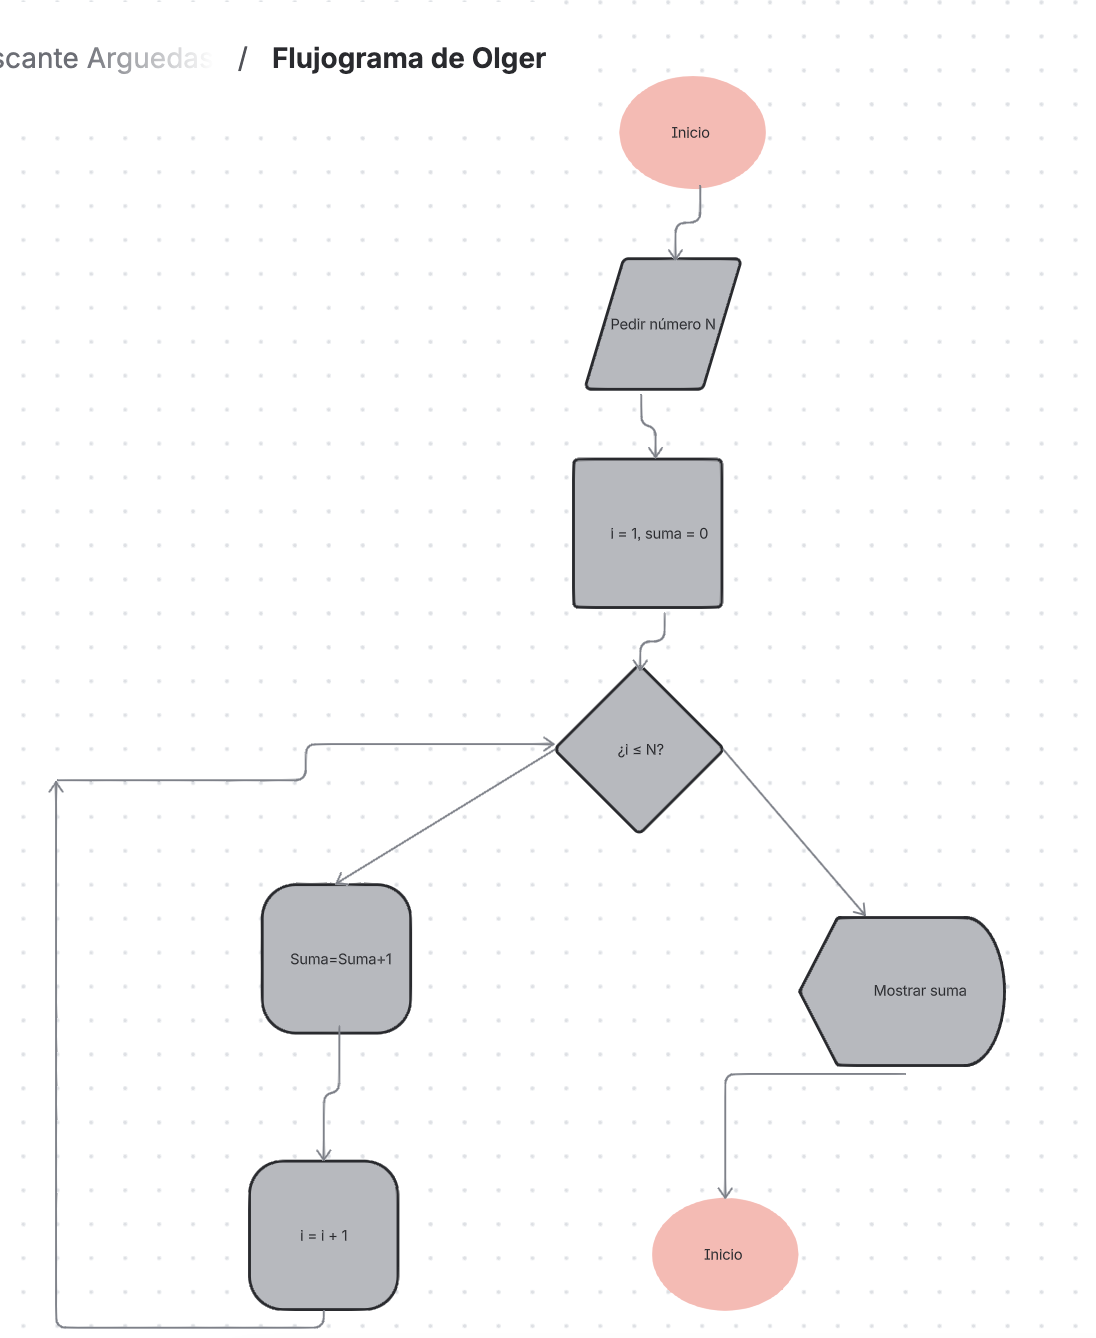 scante Arguedas / Flujograma de Olger
Inicio
Pedir número N
i = 1, suma = 0
¿i ≤ N?
Suma=Suma+1
Mostrar suma
i = i + 1
Inicio